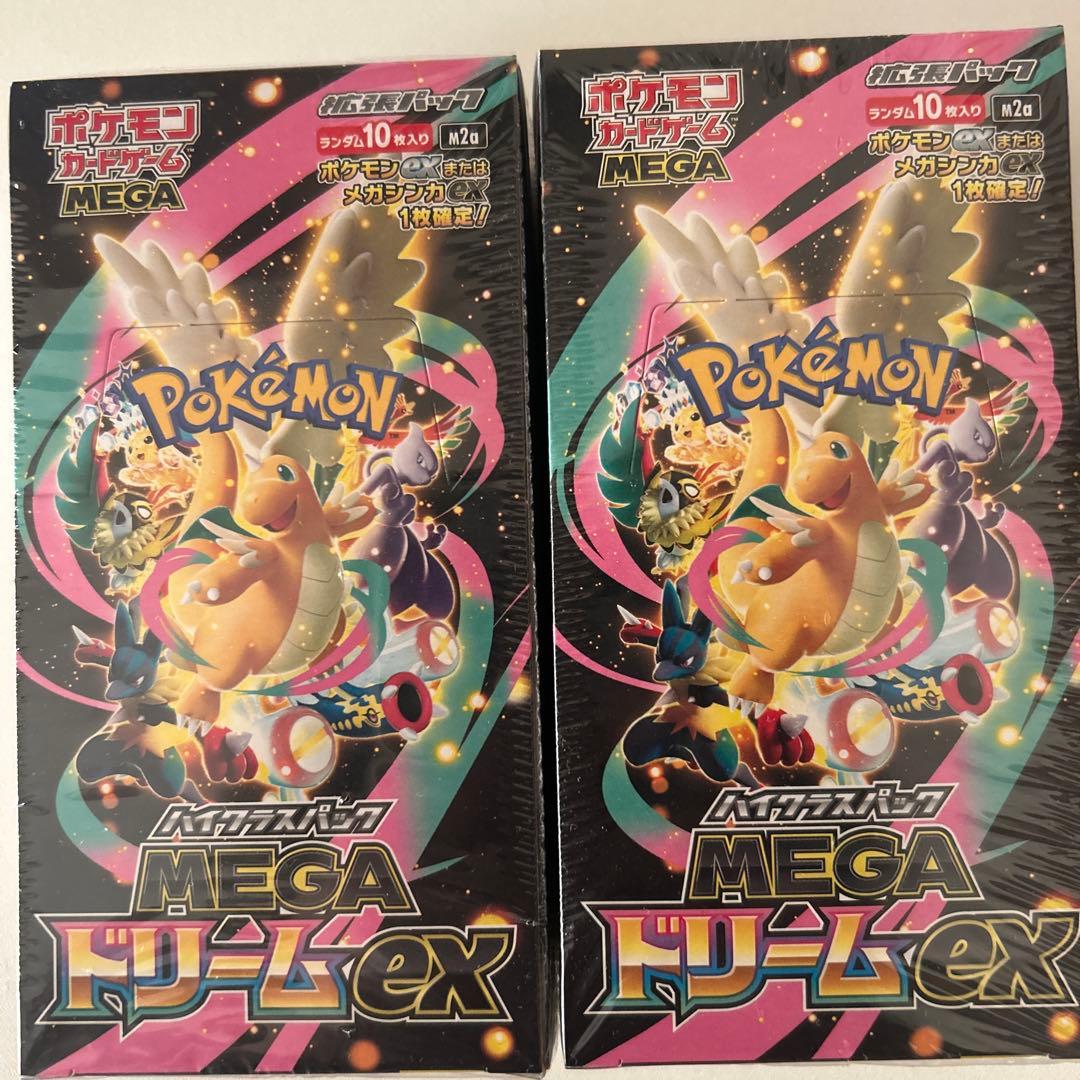 ポケモン
カードゲーム™
MEGA
拡張パック
ランダム10枚入り M2a
ポケモンexまたは
メガシンカex
1枚確定!
POKÉMON™
ハイクラスパック
MEGA
ドリームex
ポケモン
カードゲーム™
MEGA
拡張パック
ランダム10枚入り M2a
ポケモンexまたは
メガシンカex
1枚確定!
POKÉMON™
ハイクラスパック
MEGA
ドリームex